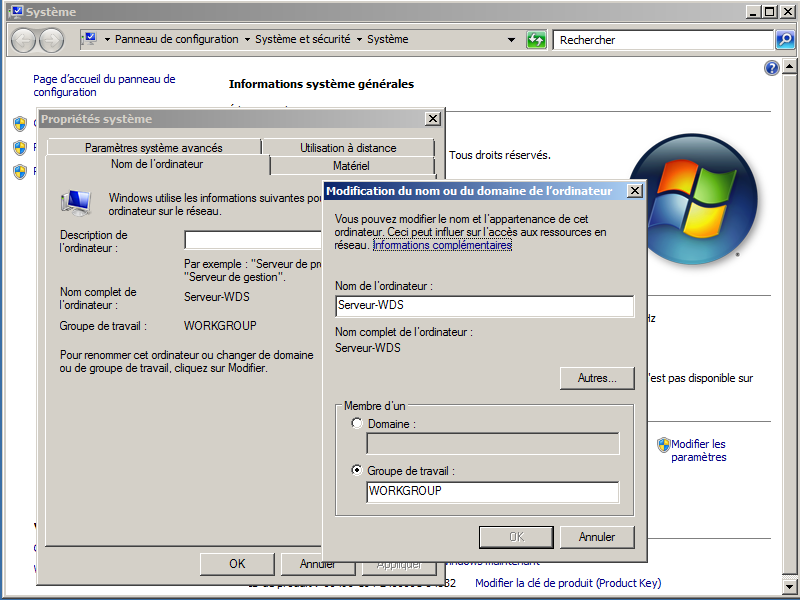 Système
Panneau de configuration
Système et sécurité
Système
Rechercher
Page d'accueil du panneau de
configuration
Informations système générales
Tous droits réservés.
Hz
'est pas disponible sur
Modifier les
paramètres
Windows maintenant
Modifier la clé de produit (Product Key)
Propriétés système
Paramètres système avancés
Utilisation à distance
Nom de l'ordinateur
Matériel
Windows utilise les informations suivantes pou
ordinateur sur le réseau.
Description de
l'ordinateur :
Par exemple : "Serveur de pr
"Serveur de gestion".
Nom complet de
l'ordinateur :
Serveur-WDS
Groupe de travail :
WORKGROUP
Pour renommer cet ordinateur ou changer de domaine
ou de groupe de travail, cliquez sur Modifier.
OK
Annuler
Appliquer
Modification du nom ou du domaine de l'ordinateur
Vous pouvez modifier le nom et l'appartenance de cet
ordinateur. Ceci peut influer sur l'accès aux ressources en
réseau. Informations complémentaires
Nom de l'ordinateur :
Serveur-WDS
Nom complet de l'ordinateur :
Serveur-WDS
Autres...
Membre d'un
Domaine :
Groupe de travail :
WORKGROUP
OK
Annuler